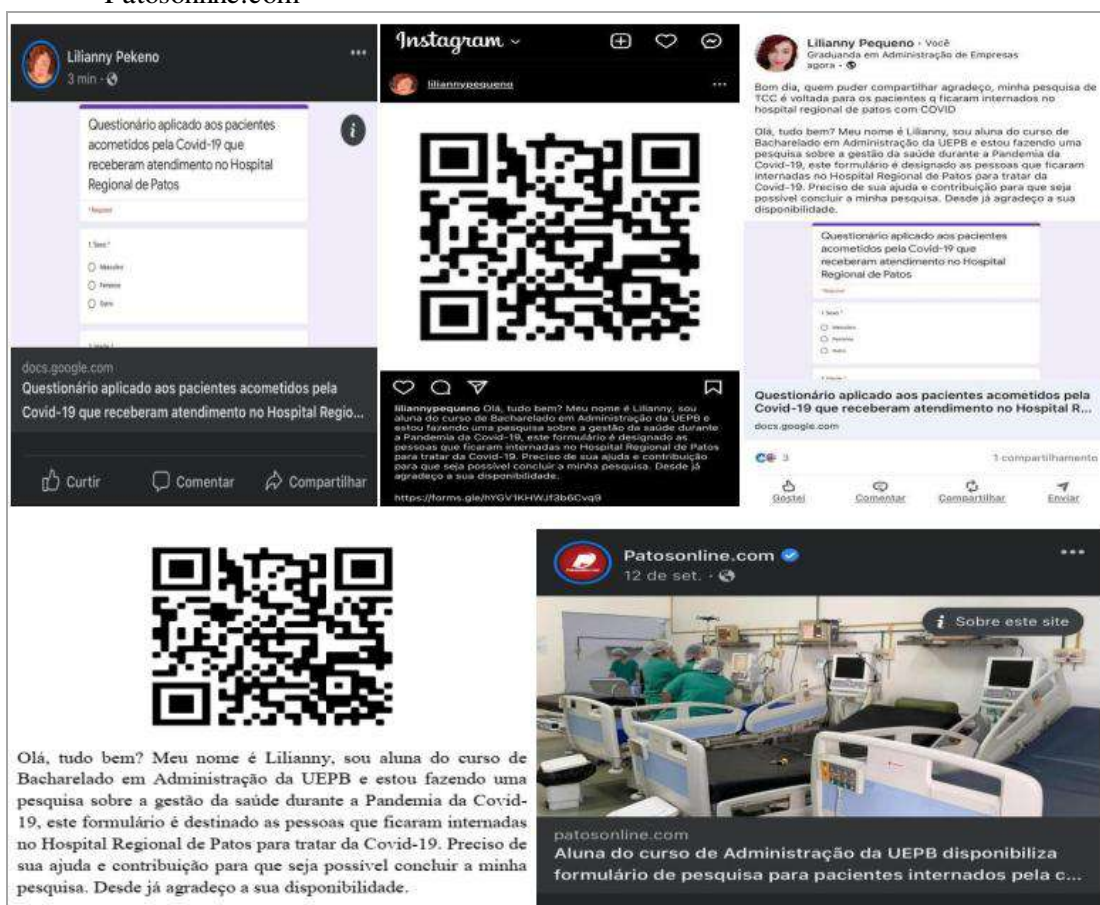 Patosonline.com
Lilianny Pekeno
3 min
Questionário aplicado aos pacientes
acometidos pela Covid-19 que
receberam atendimento no Hospital
Regional de Patos
*Required
1. Sexo *
Masculino
Feminino
Outro
docs.google.com
Questionário aplicado aos pacientes acometidos pela
Covid-19 que receberam atendimento no Hospital Regio...
Curtir
Comentar
Compartilhar
Instagram
liliannypequeno
liliannypequeno Olá, tudo bem? Meu nome é Lilianny, sou
aluna do curso de Bacharelado em Administração da UEPB e
estou fazendo uma pesquisa sobre a gestão da saúde durante
a Pandemia da Covid-19, este formulário é designado as
pessoas que ficaram internadas no Hospital Regional de Patos
para tratar da Covid-19. Preciso de sua ajuda e contribuição
para que seja possível concluir a minha pesquisa. Desde já
agradeço a sua disponibilidade.
https://forms.gle/hYGV1KHWJf3b6Cvq9
Lilianny Pequeno · Você
Graduanda em Administração de Empresas
agora
Bom dia, quem puder compartilhar agradeço, minha pesquisa de
TCC é voltada para os pacientes q ficaram internados no
hospital regional de patos com COVID
Olá, tudo bem? Meu nome é Lilianny, sou aluna do curso de
Bacharelado em Administração da UEPB e estou fazendo uma
pesquisa sobre a gestão da saúde durante a Pandemia da
Covid-19, este formulário é designado as pessoas que ficaram
internadas no Hospital Regional de Patos para tratar da
Covid-19. Preciso de sua ajuda e contribuição para que seja
possível concluir a minha pesquisa. Desde já agradeço a sua
disponibilidade.
Questionário aplicado aos pacientes
acometidos pela Covid-19 que
receberam atendimento no Hospital
Regional de Patos
*Required
1. Sexo *
Masculino
Feminino
Questionário aplicado aos pacientes acometidos pela
Covid-19 que receberam atendimento no Hospital R...
docs.google.com
3
1 compartilhamento
Gostei
Comentar
Compartilhar
Enviar
Olá, tudo bem? Meu nome é Lilianny, sou aluna do curso de
Bacharelado em Administração da UEPB e estou fazendo uma
pesquisa sobre a gestão da saúde durante a Pandemia da Covid-
19, este formulário é destinado as pessoas que ficaram internadas
no Hospital Regional de Patos para tratar da Covid-19. Preciso de
sua ajuda e contribuição para que seja possível concluir a minha
pesquisa. Desde já agradeço a sua disponibilidade.
Patosonline.com
12 de set.
Sobre este site
patosonline.com
Aluna do curso de Administração da UEPB disponibiliza
formulário de pesquisa para pacientes internados pela c...